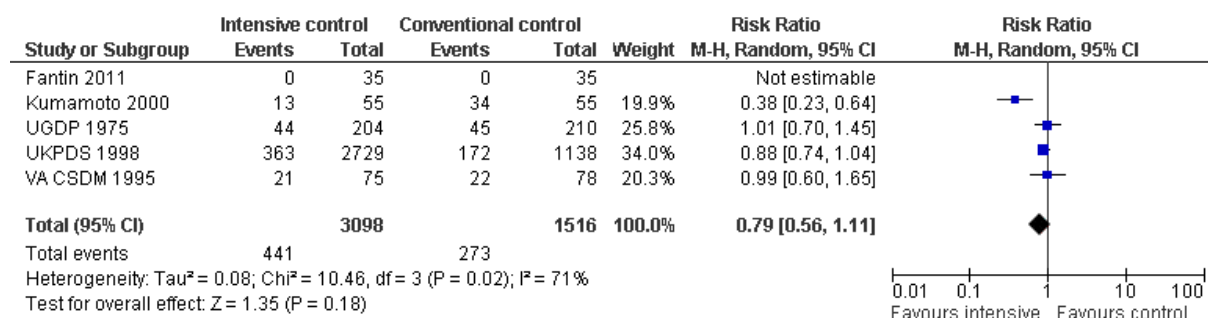 Intensive control Conventional control Risk Ratio Risk Ratio
Study or Subgroup Events Total Events Total Weight M-H, Random, 95% CI M-H, Random, 95% CI
Fantin 2011 0 35 0 35 Not estimable
Kumamoto 2000 13 55 34 55 19.9% 0.38 [0.23, 0.64]
UGDP 1975 44 204 45 210 25.8% 1.01 [0.70, 1.45]
UKPDS 1998 363 2729 172 1138 34.0% 0.88 [0.74, 1.04]
VA CSDM 1995 21 75 22 78 20.3% 0.99 [0.60, 1.65]
Total (95% CI) 3098 1516 100.0% 0.79 [0.56, 1.11]
Total events 441 273
Heterogeneity: Tau² = 0.08; Chi² = 10.46, df = 3 (P = 0.02); I² = 71%
Test for overall effect: Z = 1.35 (P = 0.18)
0.01 0.1 1 10 100
Favours intensive Favours control